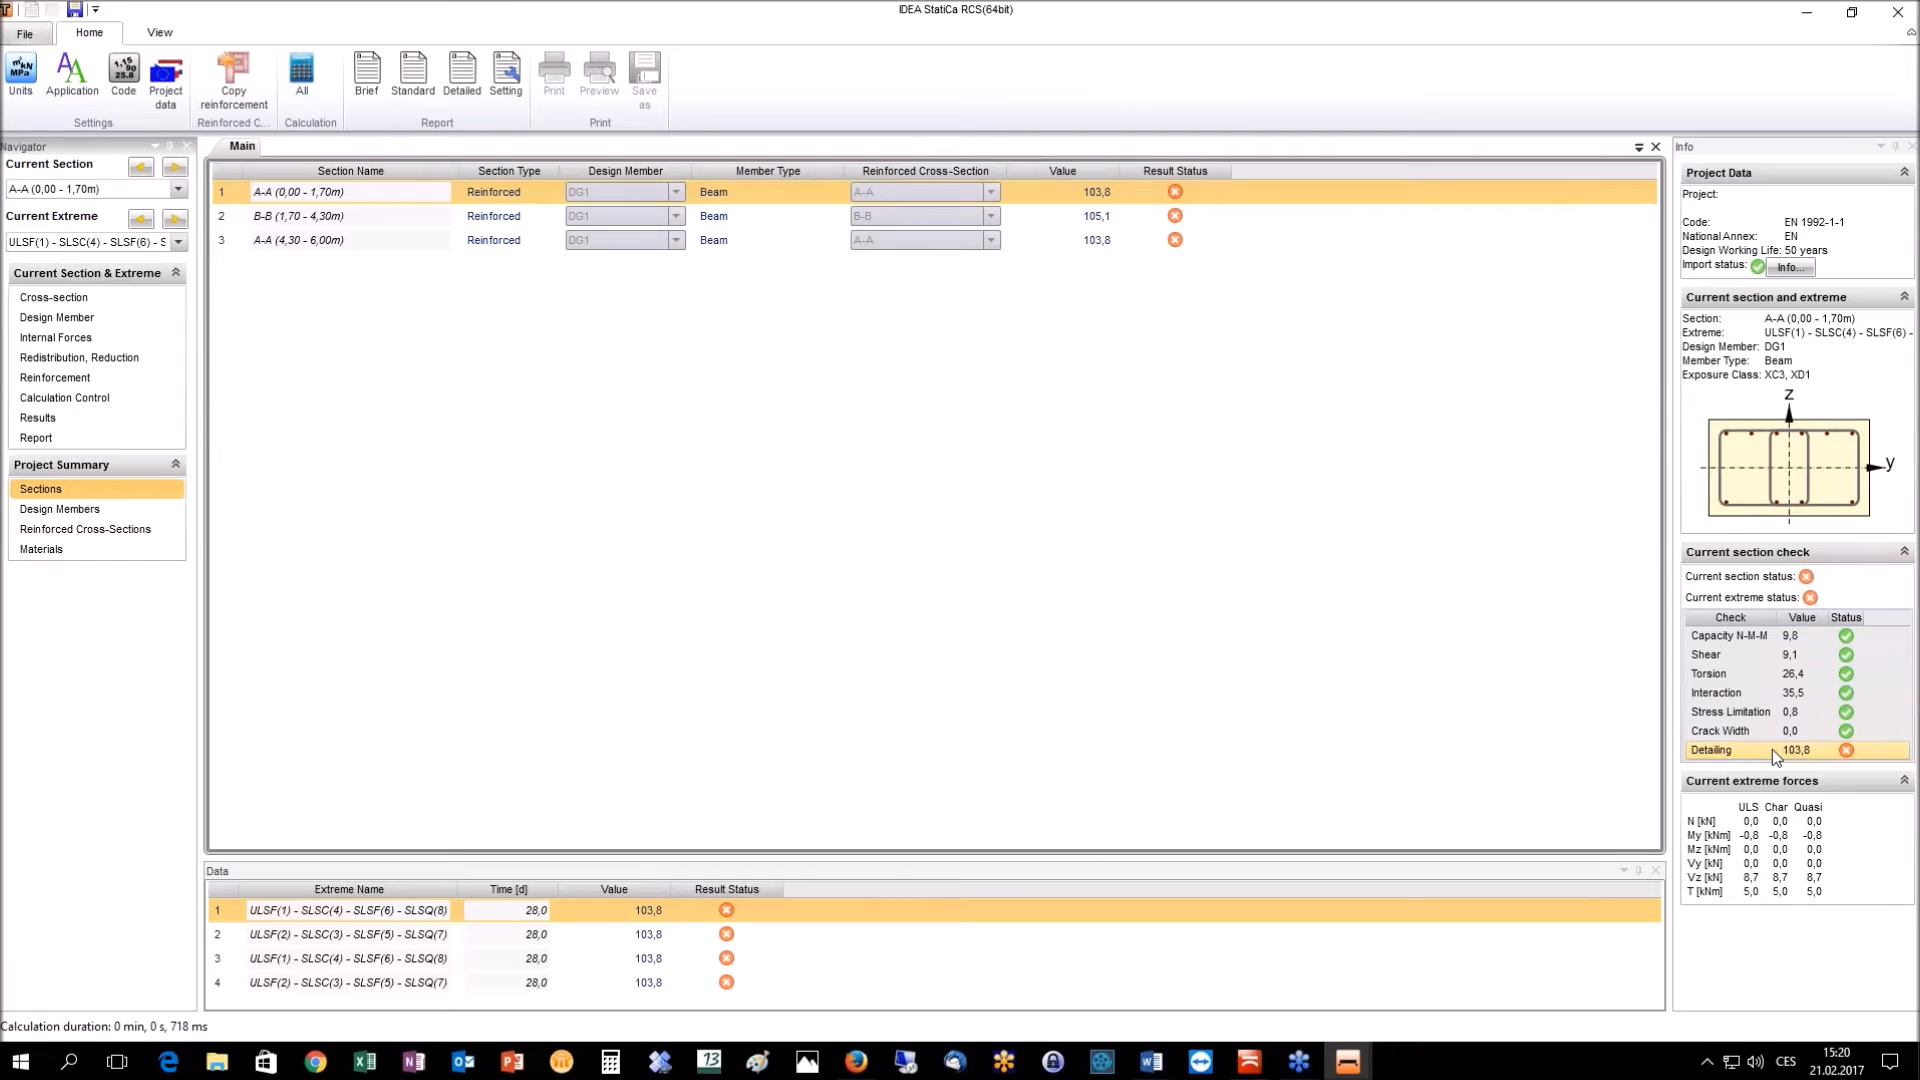 IDEA StatiCa RCS(64bit)
File
Home
View
m²kN
MPa
1,15
,90
25.8
Units
Application
Code
Project
data
Copy
reinforcement
All
Brief
Standard
Detailed
Setting
Print
Preview
Save
as
Settings
Reinforced C...
Calculation
Report
Print
Navigator
Current Section
A-A (0,00 - 1,70m)
Current Extreme
ULSF(1) - SLSC(4) - SLSF(6) - S
Current Section & Extreme
Cross-section
Design Member
Internal Forces
Redistribution, Reduction
Reinforcement
Calculation Control
Results
Report
Project Summary
Sections
Design Members
Reinforced Cross-Sections
Materials
Main
Section Name Section Type Design Member Member Type Reinforced Cross-Section Value Result Status
1 A-A (0,00 - 1,70m) Reinforced DG1 Beam A-A 103,8
2 B-B (1,70 - 4,30m) Reinforced DG1 Beam B-B 105,1
3 A-A (4,30 - 6,00m) Reinforced DG1 Beam A-A 103,8
Data
Extreme Name Time [d] Value Result Status
1 ULSF(1) - SLSC(4) - SLSF(6) - SLSQ(8) 28,0 103,8
2 ULSF(2) - SLSC(3) - SLSF(5) - SLSQ(7) 28,0 103,8
3 ULSF(1) - SLSC(4) - SLSF(6) - SLSQ(8) 28,0 103,8
4 ULSF(2) - SLSC(3) - SLSF(5) - SLSQ(7) 28,0 103,8
Info
Project Data
Project:
Code: EN 1992-1-1
National Annex: EN
Design Working Life: 50 years
Import status: Info...
Current section and extreme
Section: A-A (0,00 - 1,70m)
Extreme: ULSF(1) - SLSC(4) - SLSF(6) -
Design Member: DG1
Member Type: Beam
Exposure Class: XC3, XD1
z
y
Current section check
Current section status:
Current extreme status:
Check Value Status
Capacity N-M-M 9,8
Shear 9,1
Torsion 26,4
Interaction 35,5
Stress Limitation 0,8
Crack Width 0,0
Detailing 103,8
Current extreme forces
ULS Char Quasi
N [kN] 0,0 0,0 0,0
My [kNm] -0,8 -0,8 -0,8
Mz [kNm] 0,0 0,0 0,0
Vy [kN] 0,0 0,0 0,0
Vz [kN] 8,7 8,7 8,7
T [kNm] 5,0 5,0 5,0
Calculation duration: 0 min, 0 s, 718 ms
13
CES
15:20
21.02.2017